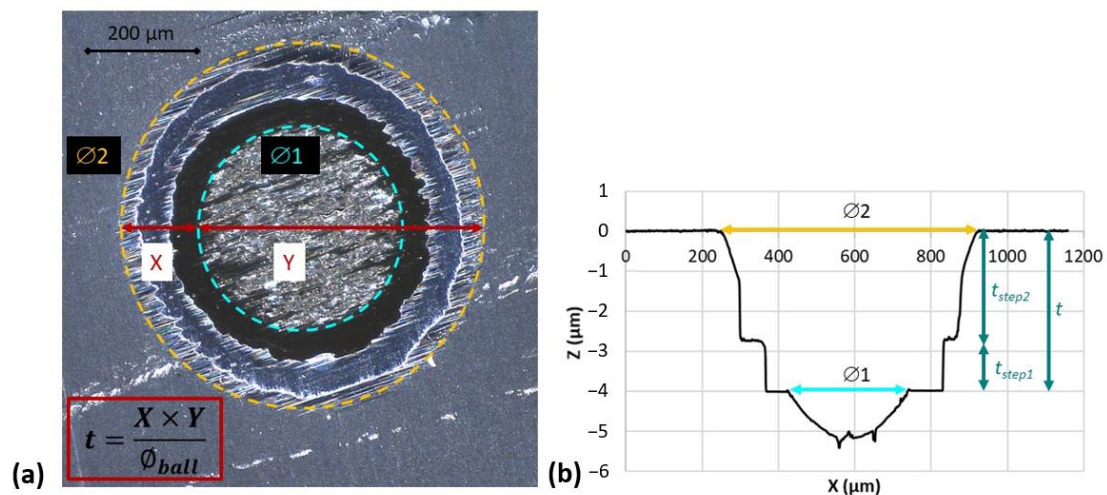 200 µm
∅2
∅1
X
Y
t = X × Y / ∅ball
(a)
1
0
−1
−2
−3
−4
−5
−6
0
200
400
600
800
1000
1200
∅2
∅1
tstep2
tstep1
t
Z (µm)
X (µm)
(b)